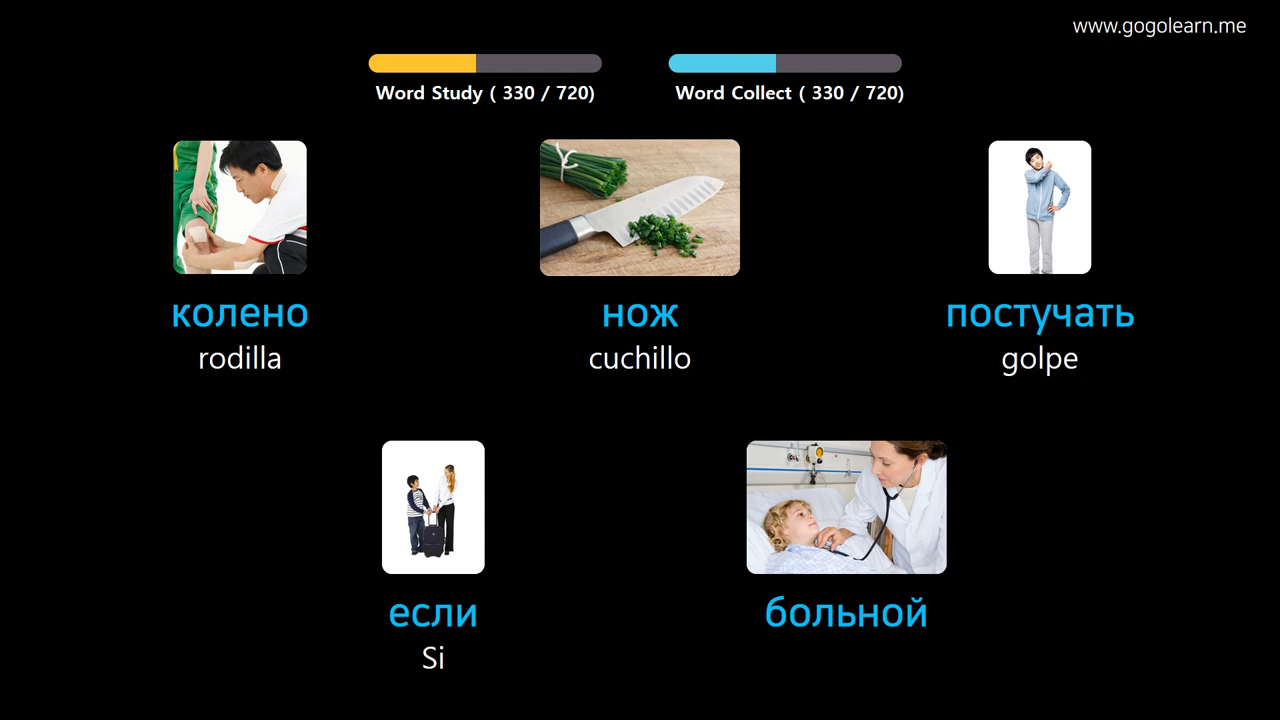 www.gogolearn.me
Word Study ( 330 / 720)
Word Collect ( 330 / 720)
колено
rodilla
нож
cuchillo
постучать
golpe
если
Si
больной